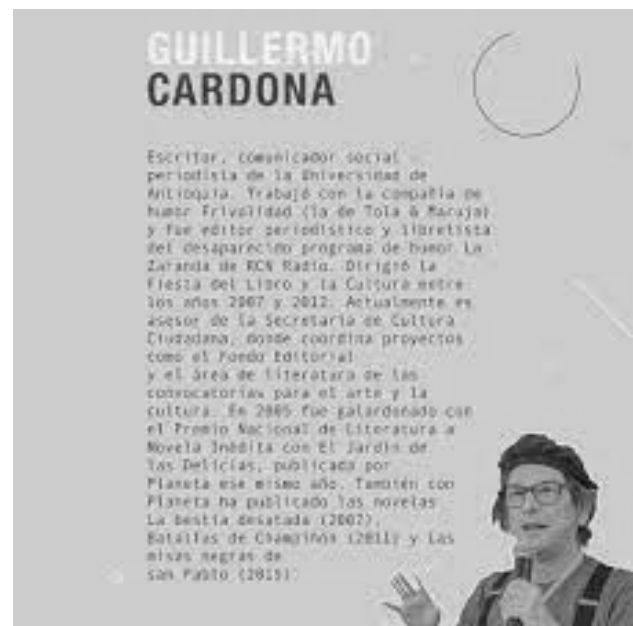 GUILLERMO
CARDONA
Escritor, comunicador social -
periodista de la Universidad de
Antioquia. Trabajó con la compañía de
humor Frivolidad (la de Tola & Maruja)
y fue editor periodístico y libretista
del desaparecido programa de humor La
Zaranda de RCN Radio. Dirigió La
Fiesta del Libro y la Cultura entre
los años 2007 y 2012. Actualmente es
asesor de la Secretaría de Cultura
Ciudadana, donde coordina proyectos
como el Fondo Editorial
y el área de literatura de las
convocatorias para el arte y la
cultura. En 2005 fue galardonado con
el Premio Nacional de Literatura a
Novela Inédita con El Jardín de
las Delicias, publicada por
Planeta ese mismo año. También con
Planeta ha publicado las novelas
La bestia desatada (2007),
Batallas de Champiñón (2011) y Las
misas negras de
san Pablo (2015)